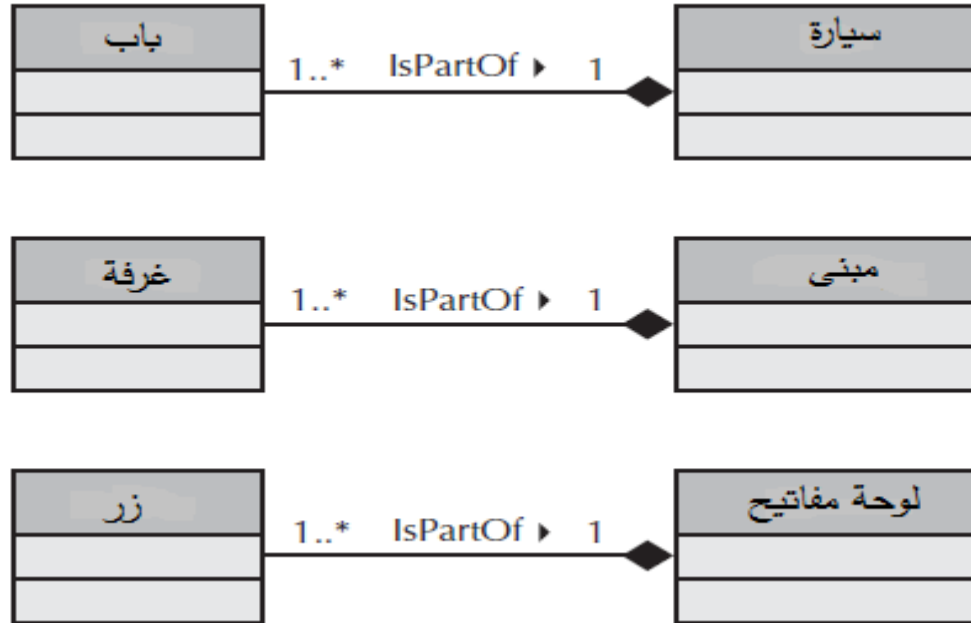 باب
1..* IsPartOf ▸ 1
سيارة
غرفة
1..* IsPartOf ▸ 1
مبنى
زر
1..* IsPartOf ▸ 1
لوحة مفاتيح